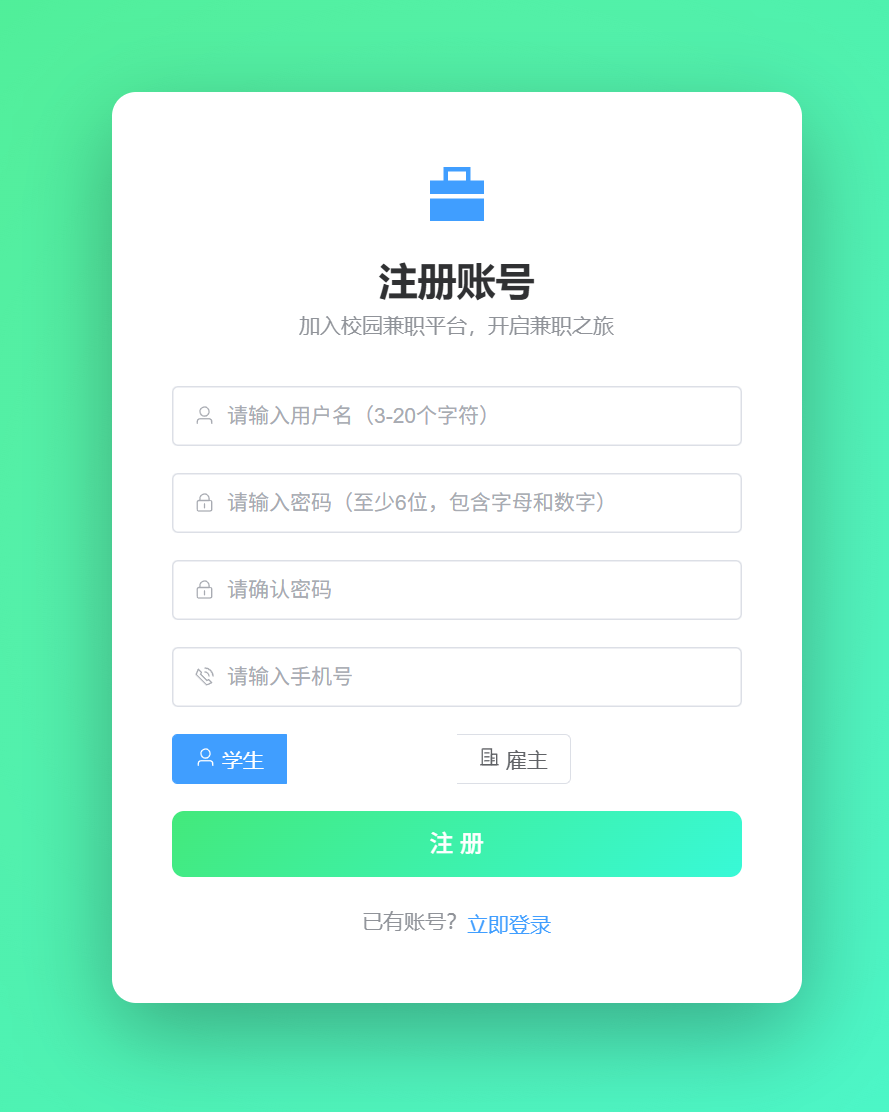 注册账号
加入校园兼职平台，开启兼职之旅
请输入用户名（3-20个字符）
请输入密码（至少6位，包含字母和数字）
请确认密码
请输入手机号
学生 雇主
注 册
已有账号? 立即登录